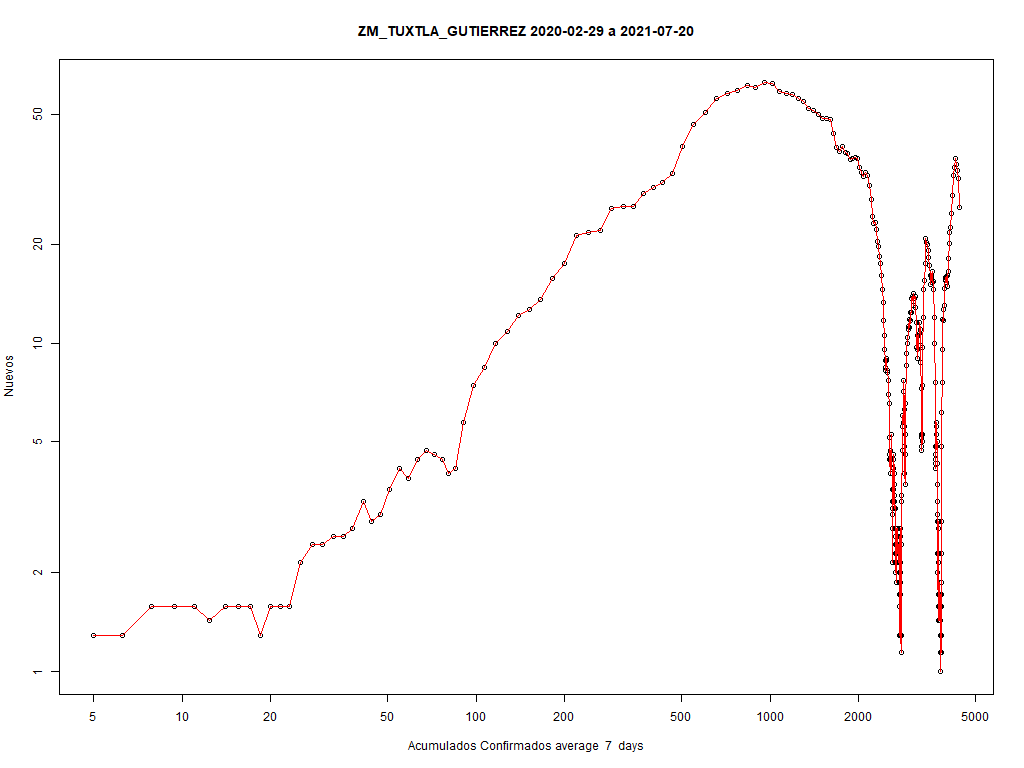 ZM_TUXTLA_GUTIERREZ 2020-02-29 a 2021-07-20
50
20
10
5
2
1
Nuevos
5 10 20 50 100 200 500 1000 2000 5000
Acumulados Confirmados average 7 days